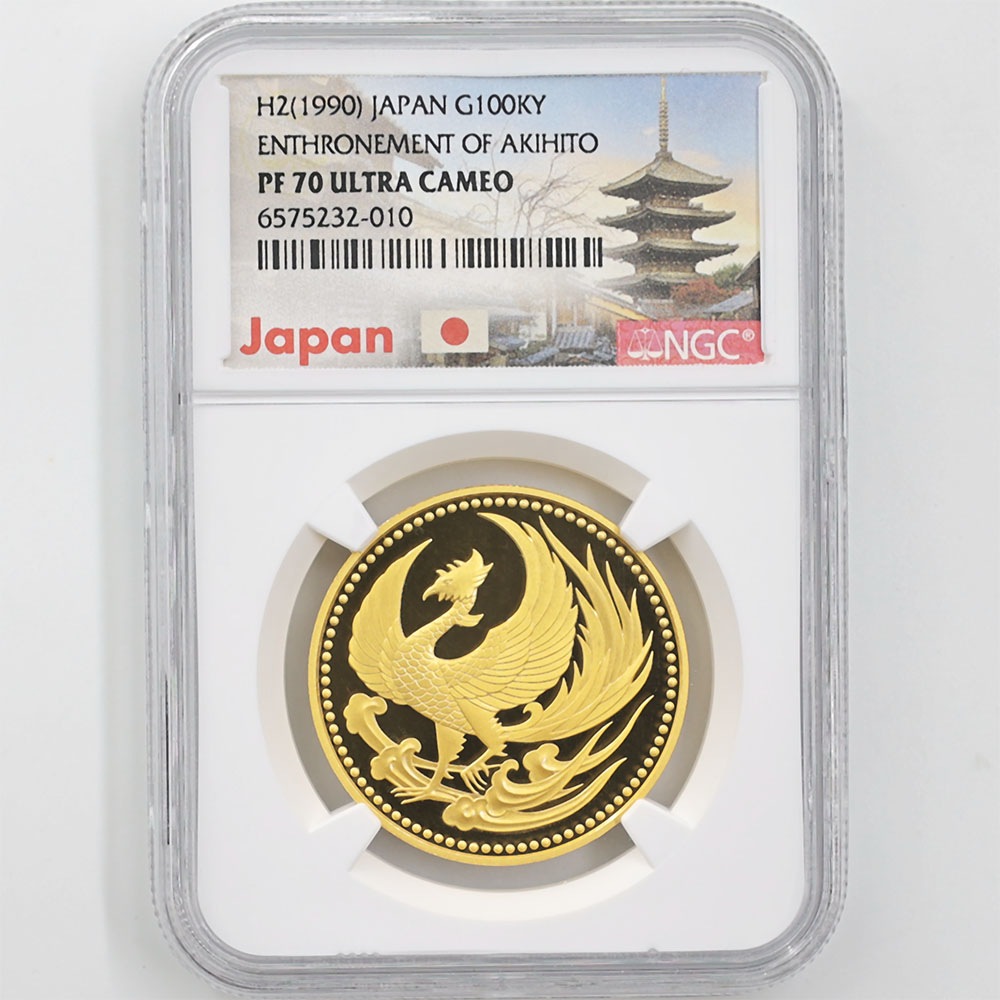 H2(1990) JAPAN G100KY
ENTHRONEMENT OF AKIHITO
PF 70 ULTRA CAMEO
6575232-010
Japan
NGC®